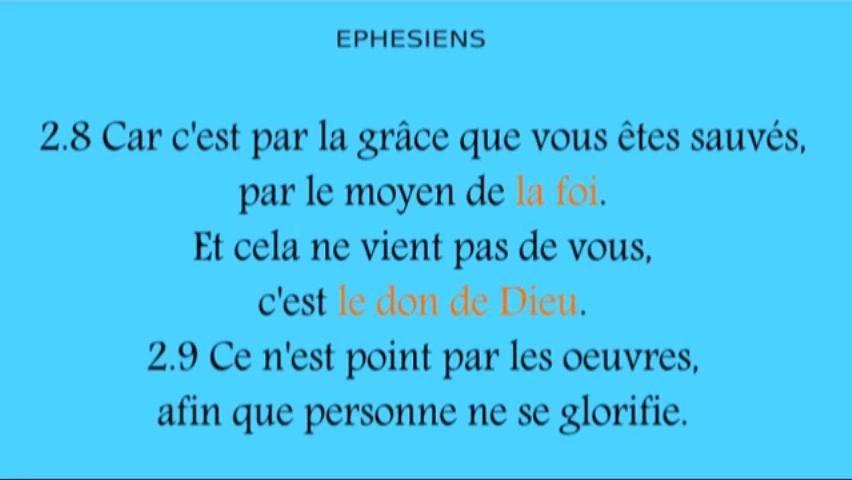 EPHESIENS
2.8 Car c'est par la grâce que vous êtes sauvés,
par le moyen de la foi.
Et cela ne vient pas de vous,
c'est le don de Dieu.
2.9 Ce n'est point par les oeuvres,
afin que personne ne se glorifie.